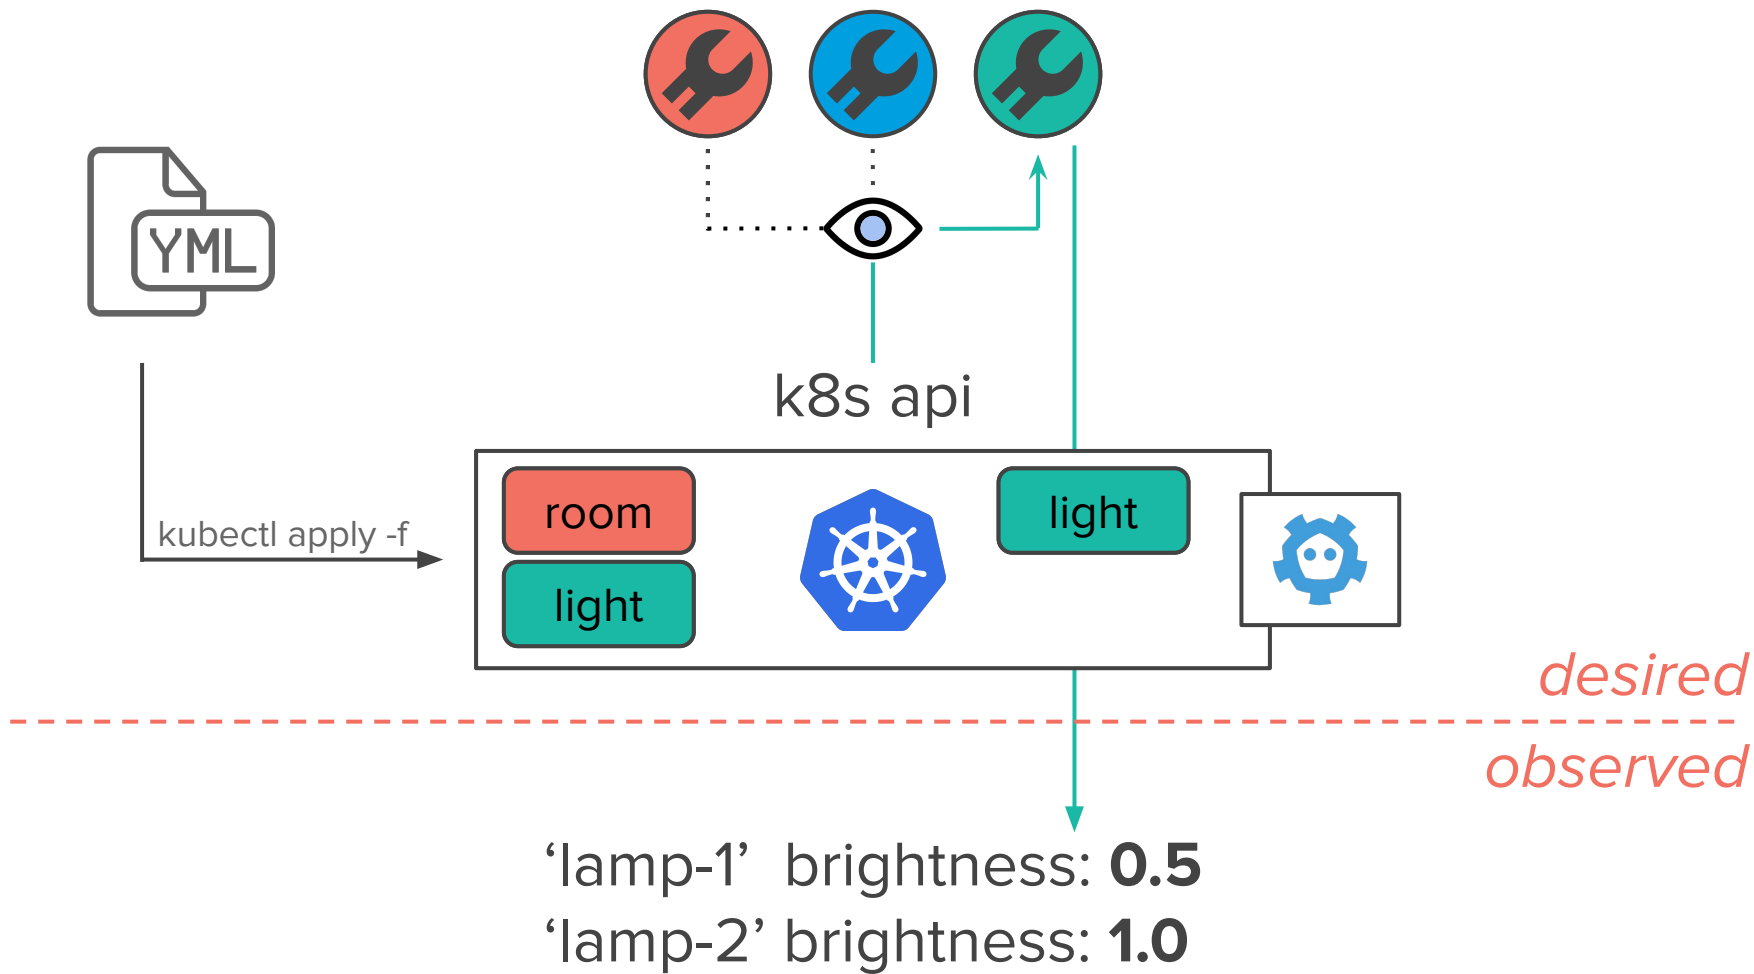 YML
k8s api
kubectl apply -f
room
light
light
desired
observed
‘lamp-1’ brightness: 0.5
‘lamp-2’ brightness: 1.0